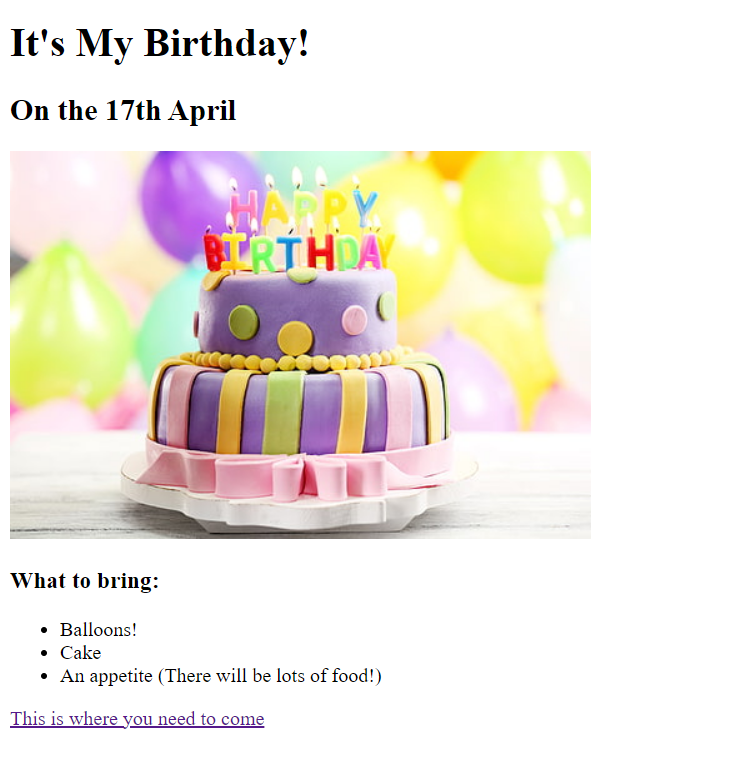 It's My Birthday!
On the 17th April
HAPPY
BIRTHDAY
What to bring:
Balloons!
Cake
An appetite (There will be lots of food!)
This is where you need to come